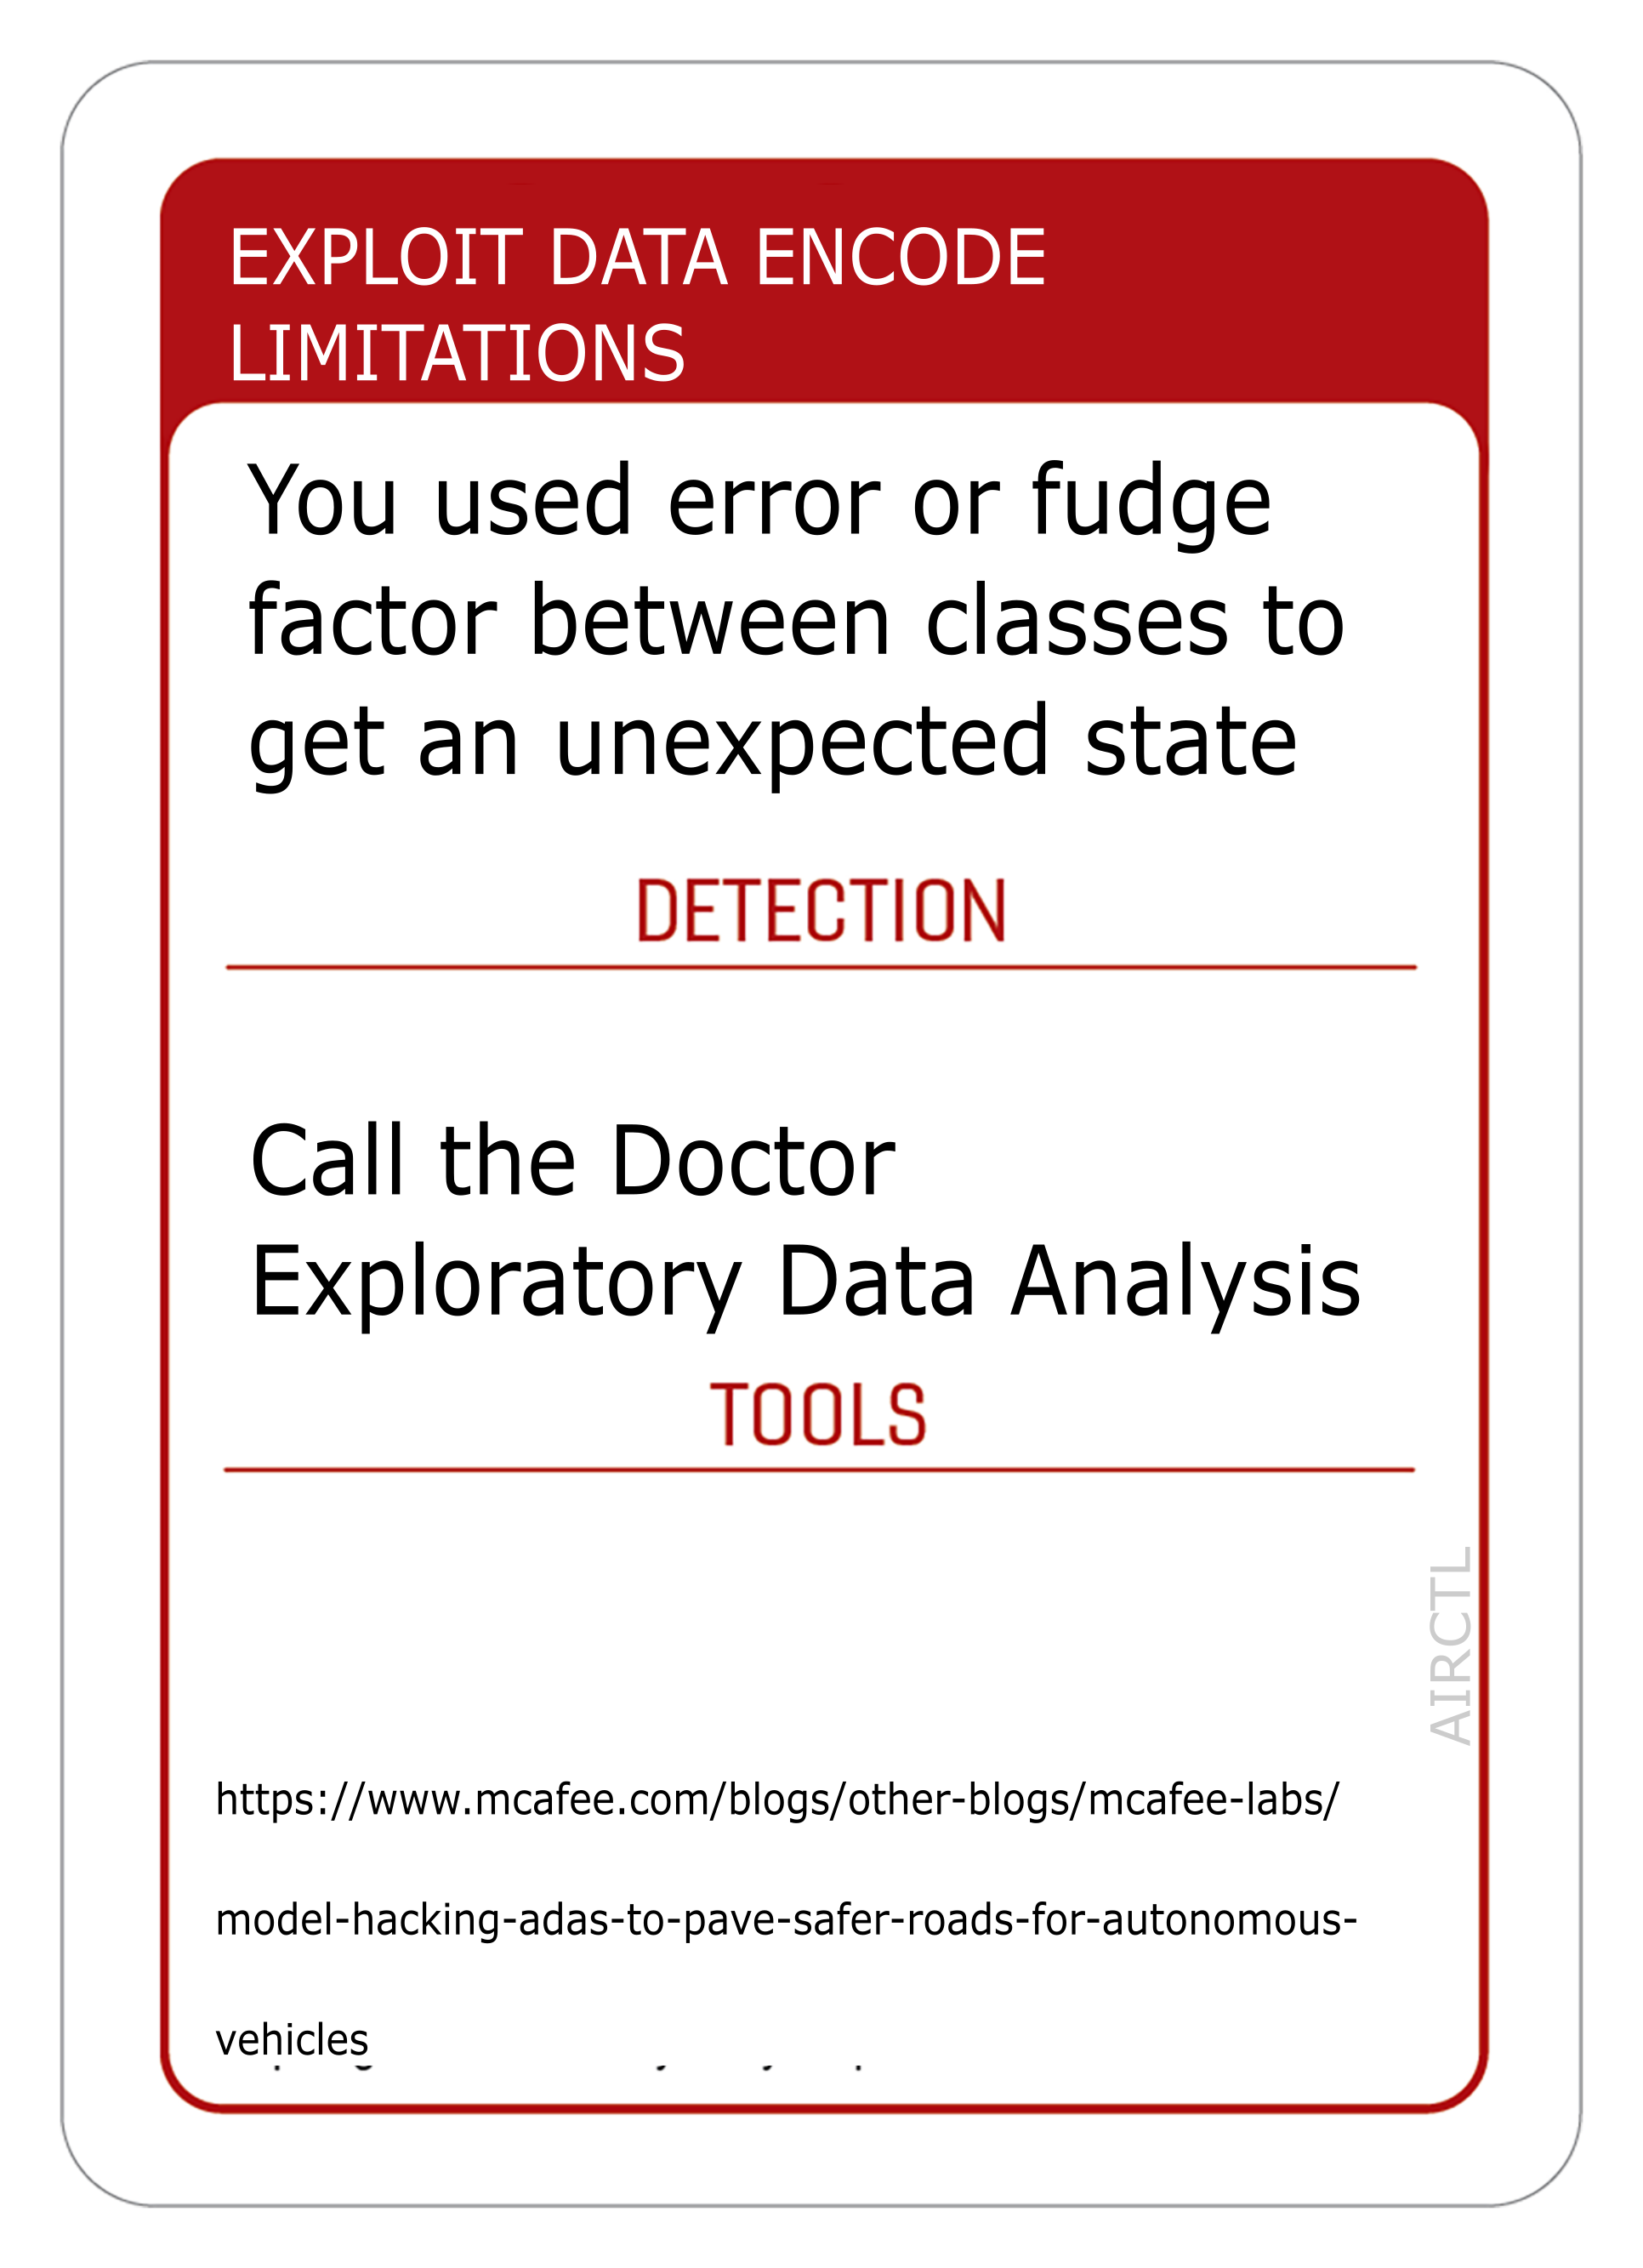 EXPLOIT DATA ENCODE
LIMITATIONS
You used error or fudge
factor between classes to
get an unexpected state
DETECTION
Call the Doctor
Exploratory Data Analysis
TOOLS
AIRCTL
https://www.mcafee.com/blogs/other-blogs/mcafee-labs/
model-hacking-adas-to-pave-safer-roads-for-autonomous-
vehicles